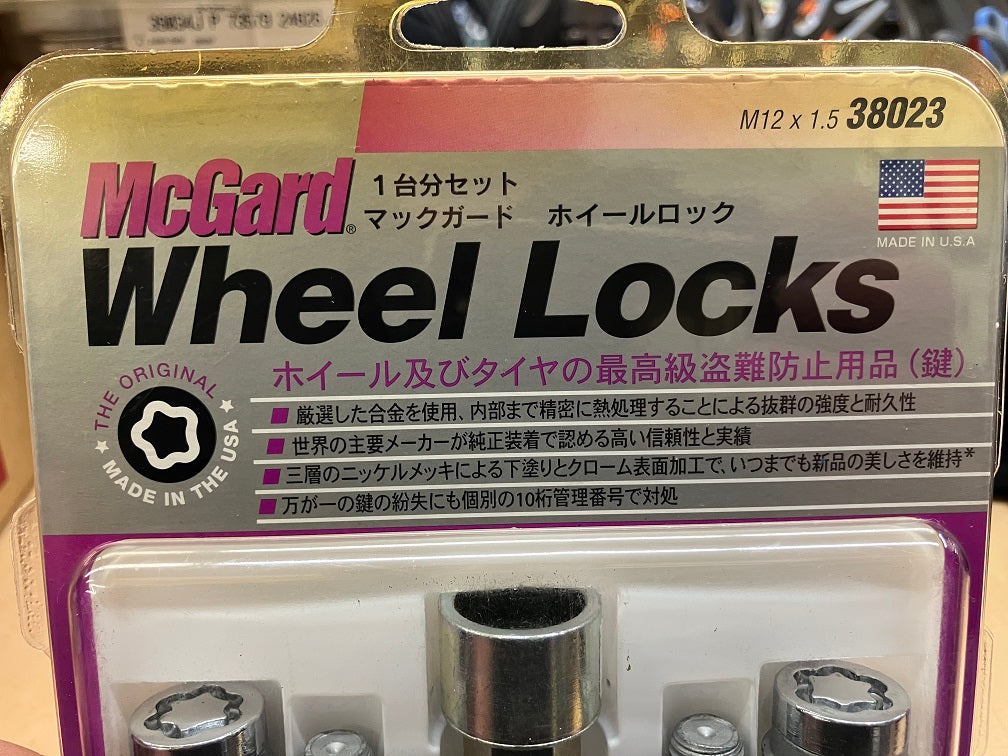 M12 x 1.5 38023
McGard® 1台分セット
マックガード ホイールロック
MADE IN U.S.A
Wheel Locks
ホイール及びタイヤの最高級盗難防止用品(鍵)
THE ORIGINAL
★ MADE IN THE USA ★
■ 厳選した合金を使用、内部まで精密に熱処理することによる抜群の強度と耐久性
■ 世界の主要メーカーが純正装着で認める高い信頼性と実績
■ 三層のニッケルメッキによる下塗りとクローム表面加工で、いつまでも新品の美しさを維持*
■ 万が一の鍵の紛失にも個別の10桁管理番号で対処